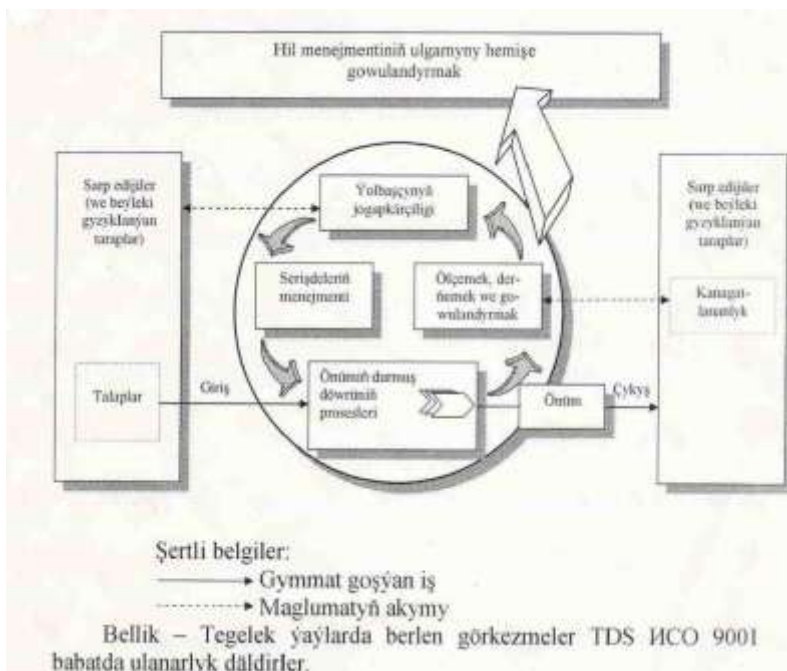 Hil menejmentiniň ulgamyny hemişe
gowulandyrmak
Sarp edijiler
(we beýleki
gyzyklanýan
taraplar)
Talaplar
Giriş
Ýolbaşçynyň
jogapkärçiligi
Serişdeleriň
menejmenti
Ölçemek, der-
ňemek we go-
wulandyrmak
Önümiň durmuş
döwrüniň
prosesleri
Önüm
Çykyş
Sarp edijiler
(we beýleki
gyzyklanýan
taraplar)
Kanagat-
lananlyk
Şertli belgiler:
Gymmat goşýan iş
Maglumatyň akymy
Bellik – Tegelek ýaýlarda berlen görkezmeler TDS ИСО 9001
babatda ulanarlyk däldirler.